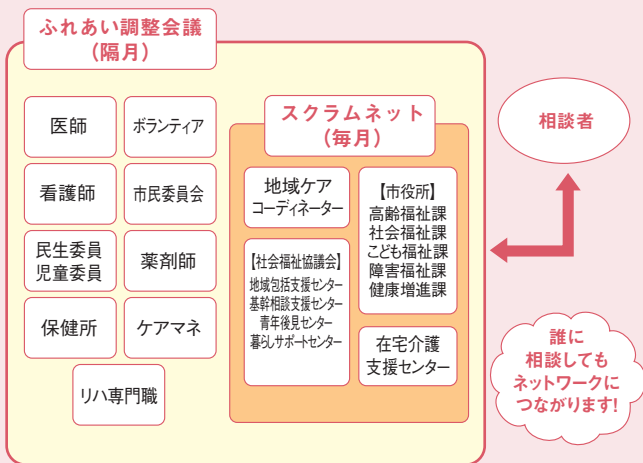 ふれあい調整会議
(隔月)
医師
ボランティア
看護師
市民委員会
民生委員
児童委員
薬剤師
保健所
ケアマネ
リハ専門職
スクラムネット
(毎月)
地域ケア
コーディネーター
【社会福祉協議会】
地域包括支援センター
基幹相談支援センター
青年後見センター
暮らしサポートセンター
【市役所】
高齢福祉課
社会福祉課
こども福祉課
障害福祉課
健康増進課
在宅介護
支援センター
相談者
誰に
相談しても
ネットワークに
つながります!